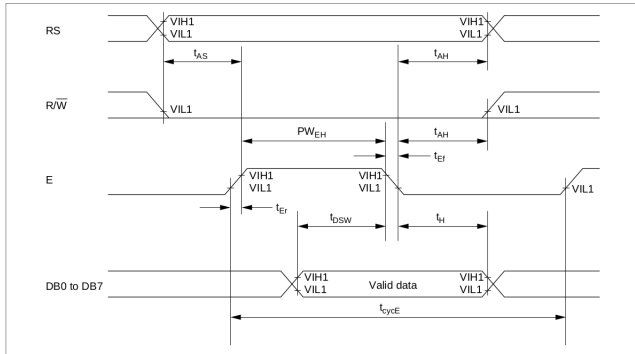 RS
VIH1
VIL1
VIH1
VIL1
tAS
tAH
R/W
VIL1
VIL1
PWEH
tAH
tEf
E
VIH1
VIL1
VIH1
VIL1
VIL1
tEr
tDSW
tH
DB0 to DB7
VIH1
VIL1
Valid data
VIH1
VIL1
tcycE